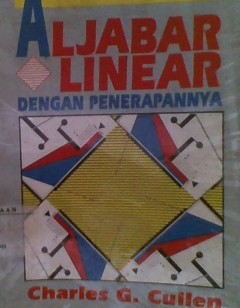 ALJABAR
LINEAR
DENGAN PENERAPANNYA
Charles G. Cullen